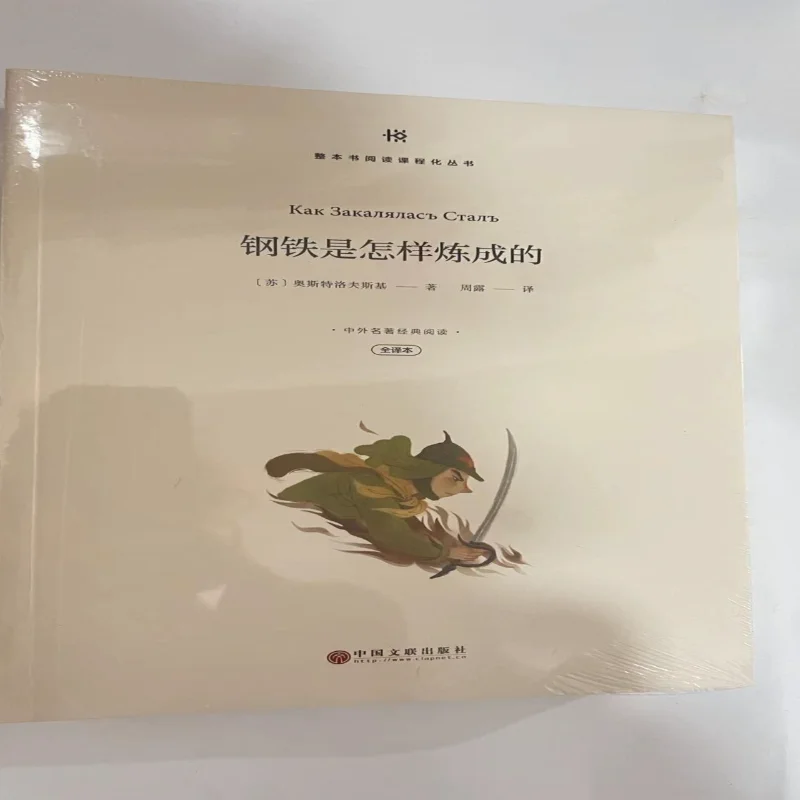 整本书阅读课程化丛书
Как Закаляласъ Сталъ
钢铁是怎样炼成的
〔苏〕奥斯特洛夫斯基 —— 著 周露 —— 译
· 中外名著经典阅读 ·
全译本
中国文联出版社
http://www.clapnet.cn